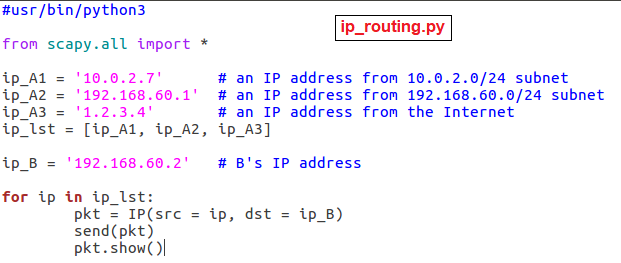 #usr/bin/python3
ip_routing.py
from scapy.all import *
ip_A1 = '10.0.2.7' # an IP address from 10.0.2.0/24 subnet
ip_A2 = '192.168.60.1' # an IP address from 192.168.60.0/24 subnet
ip_A3 = '1.2.3.4' # an IP address from the Internet
ip_lst = [ip_A1, ip_A2, ip_A3]
ip_B = '192.168.60.2' # B's IP address
for ip in ip_lst:
pkt = IP(src = ip, dst = ip_B)
send(pkt)
pkt.show()